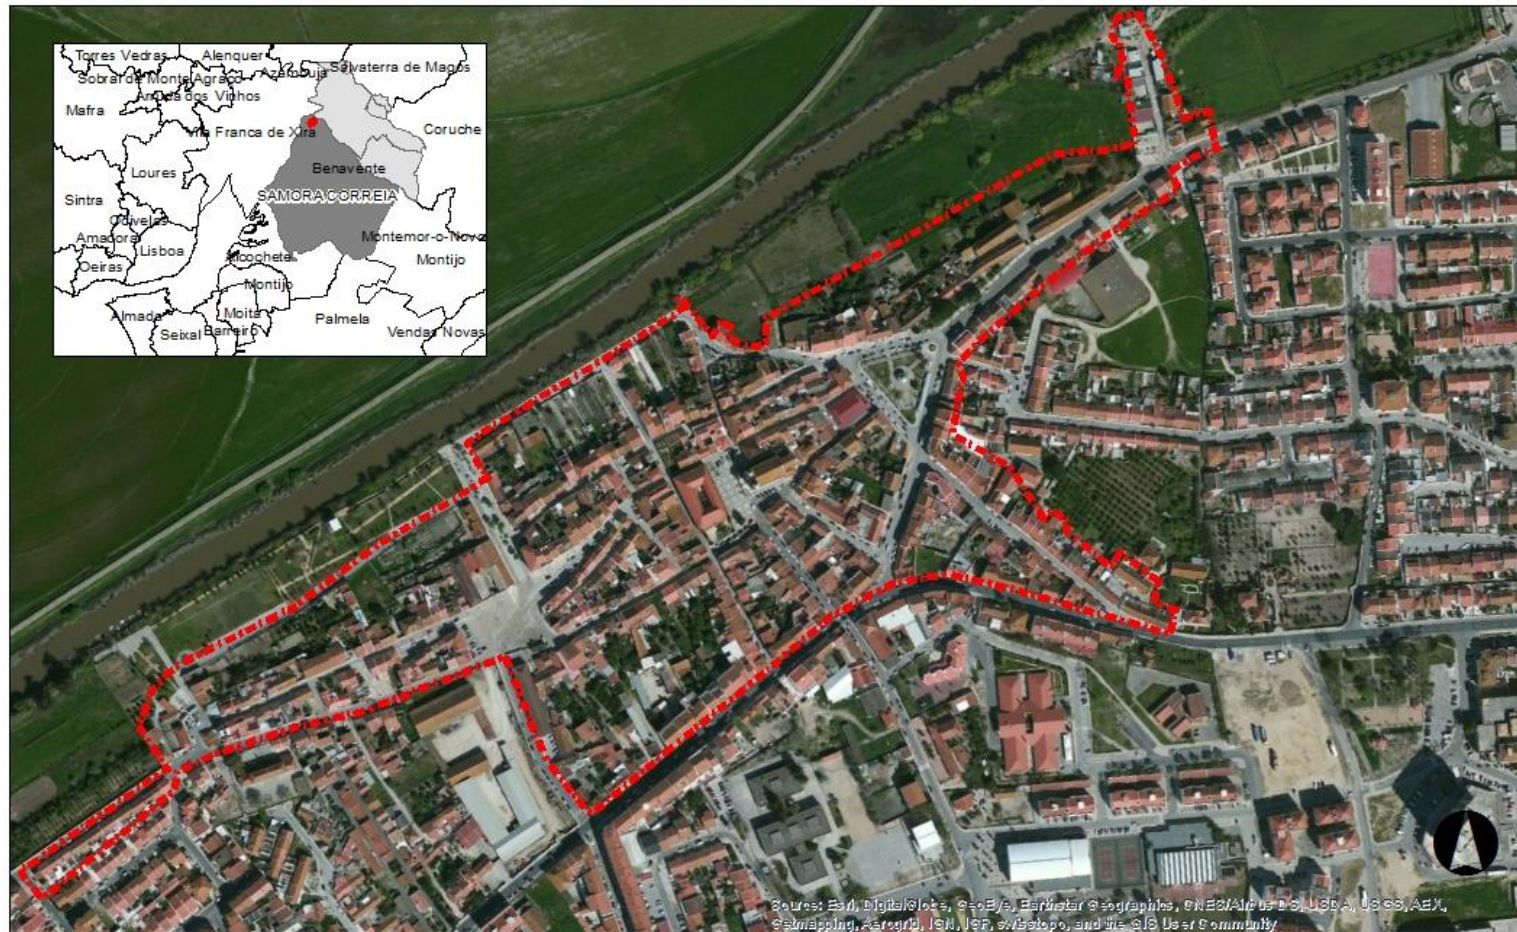 Torres Vedras
Alenquer
Azambuja
Salvaterra de Magos
Sobral de Monte Agraço
Arruda dos Vinhos
Mafra
Vila Franca de Xira
Coruche
Loures
Benavente
Sintra
SAMORA CORREIA
Odivelas
Amadora
Lisboa
Montemor-o-Novo
Oeiras
Alcochete
Montijo
Montijo
Almada
Moita
Palmela
Seixal
Barreiro
Vendas Novas
Source: Esri, DigitalGlobe, GeoEye, Earthstar Geographics, CNES/Airbus DS, USDA, USGS, AEX,
Getmapping, Aerogrid, IGN, IGP, swisstopo, and the GIS User Community